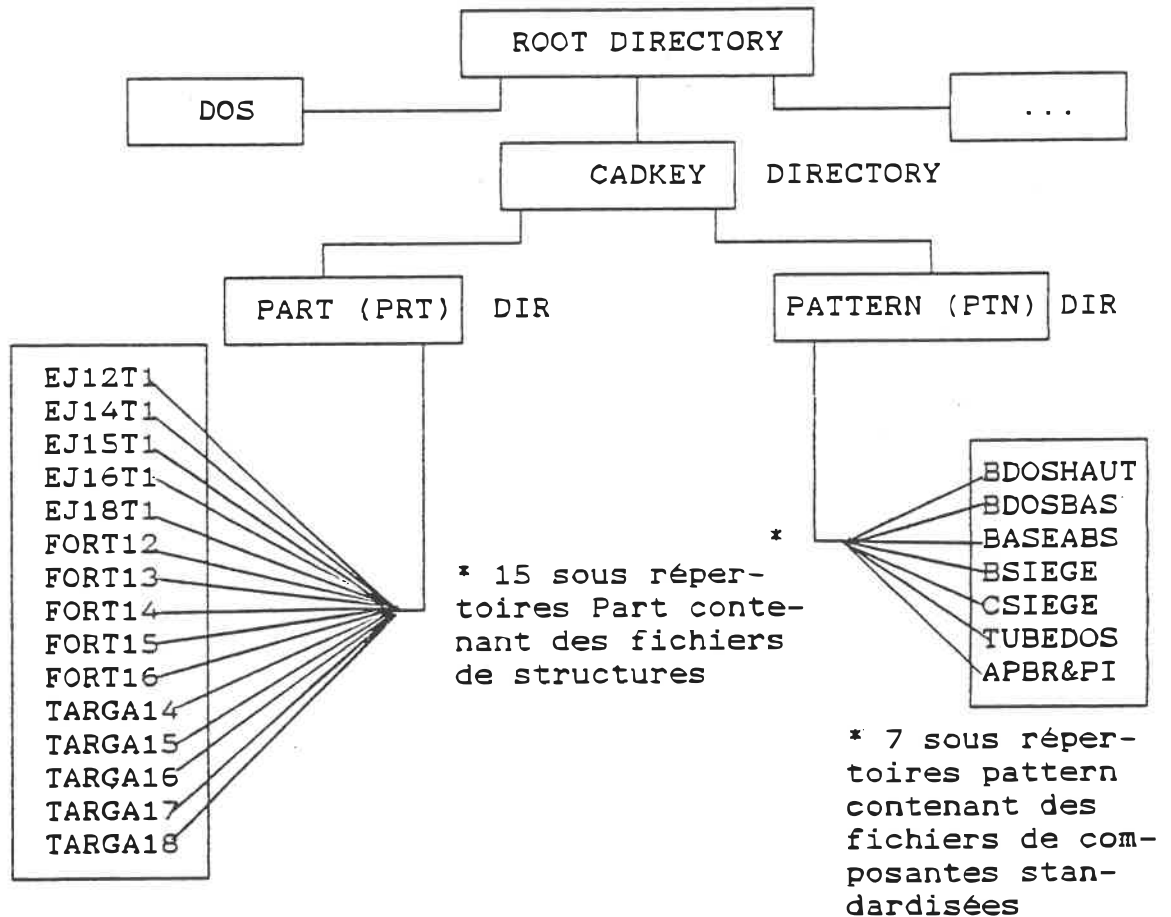 ROOT DIRECTORY
DOS
...
CADKEY DIRECTORY
PART (PRT) DIR
PATTERN (PTN) DIR
EJ12T1
EJ14T1
EJ15T1
EJ16T1
EJ18T1
FORT12
FORT13
FORT14
FORT15
FORT16
TARGA14
TARGA15
TARGA16
TARGA17
TARGA18
* 15 sous réper-
toires Part conte-
nant des fichiers
de structures
*
BDOSHAUT
BDOSBAS
BASEABS
BSIEGE
CSIEGE
TUBEDOS
APBR&PI
* 7 sous réper-
toires pattern
contenant des
fichiers de com-
posantes stan-
dardisées